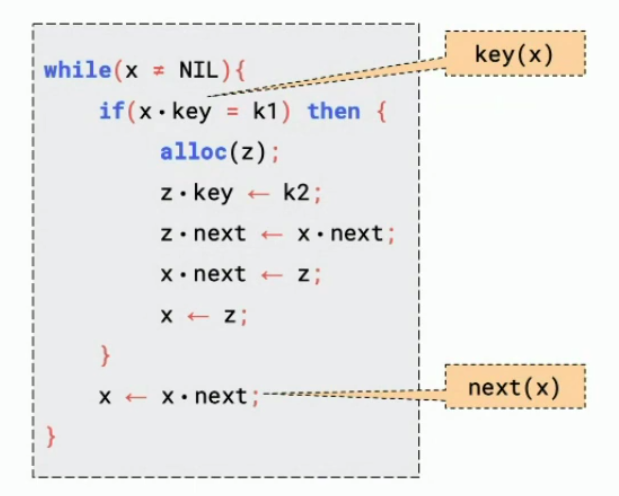 while(x ≠ NIL){
key(x)
if(x·key = k1) then {
alloc(z);
z·key ← k2;
z·next ← x·next;
x·next ← z;
x ← z;
}
x ← x·next;
next(x)
}